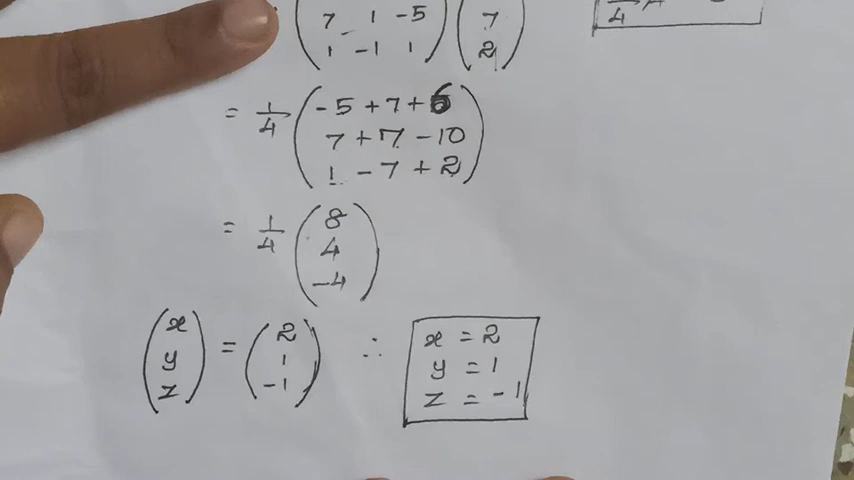 7 1 -5 7
1 -1 1 2
1/4 A
= 1/4 ( -5 + 7 + 6
7 + 7 - 10
1 - 7 + 2 )
= 1/4 ( 8
4
-4 )
( x y z ) = ( 2 1 -1 ) ∴
x = 2
y = 1
z = -1